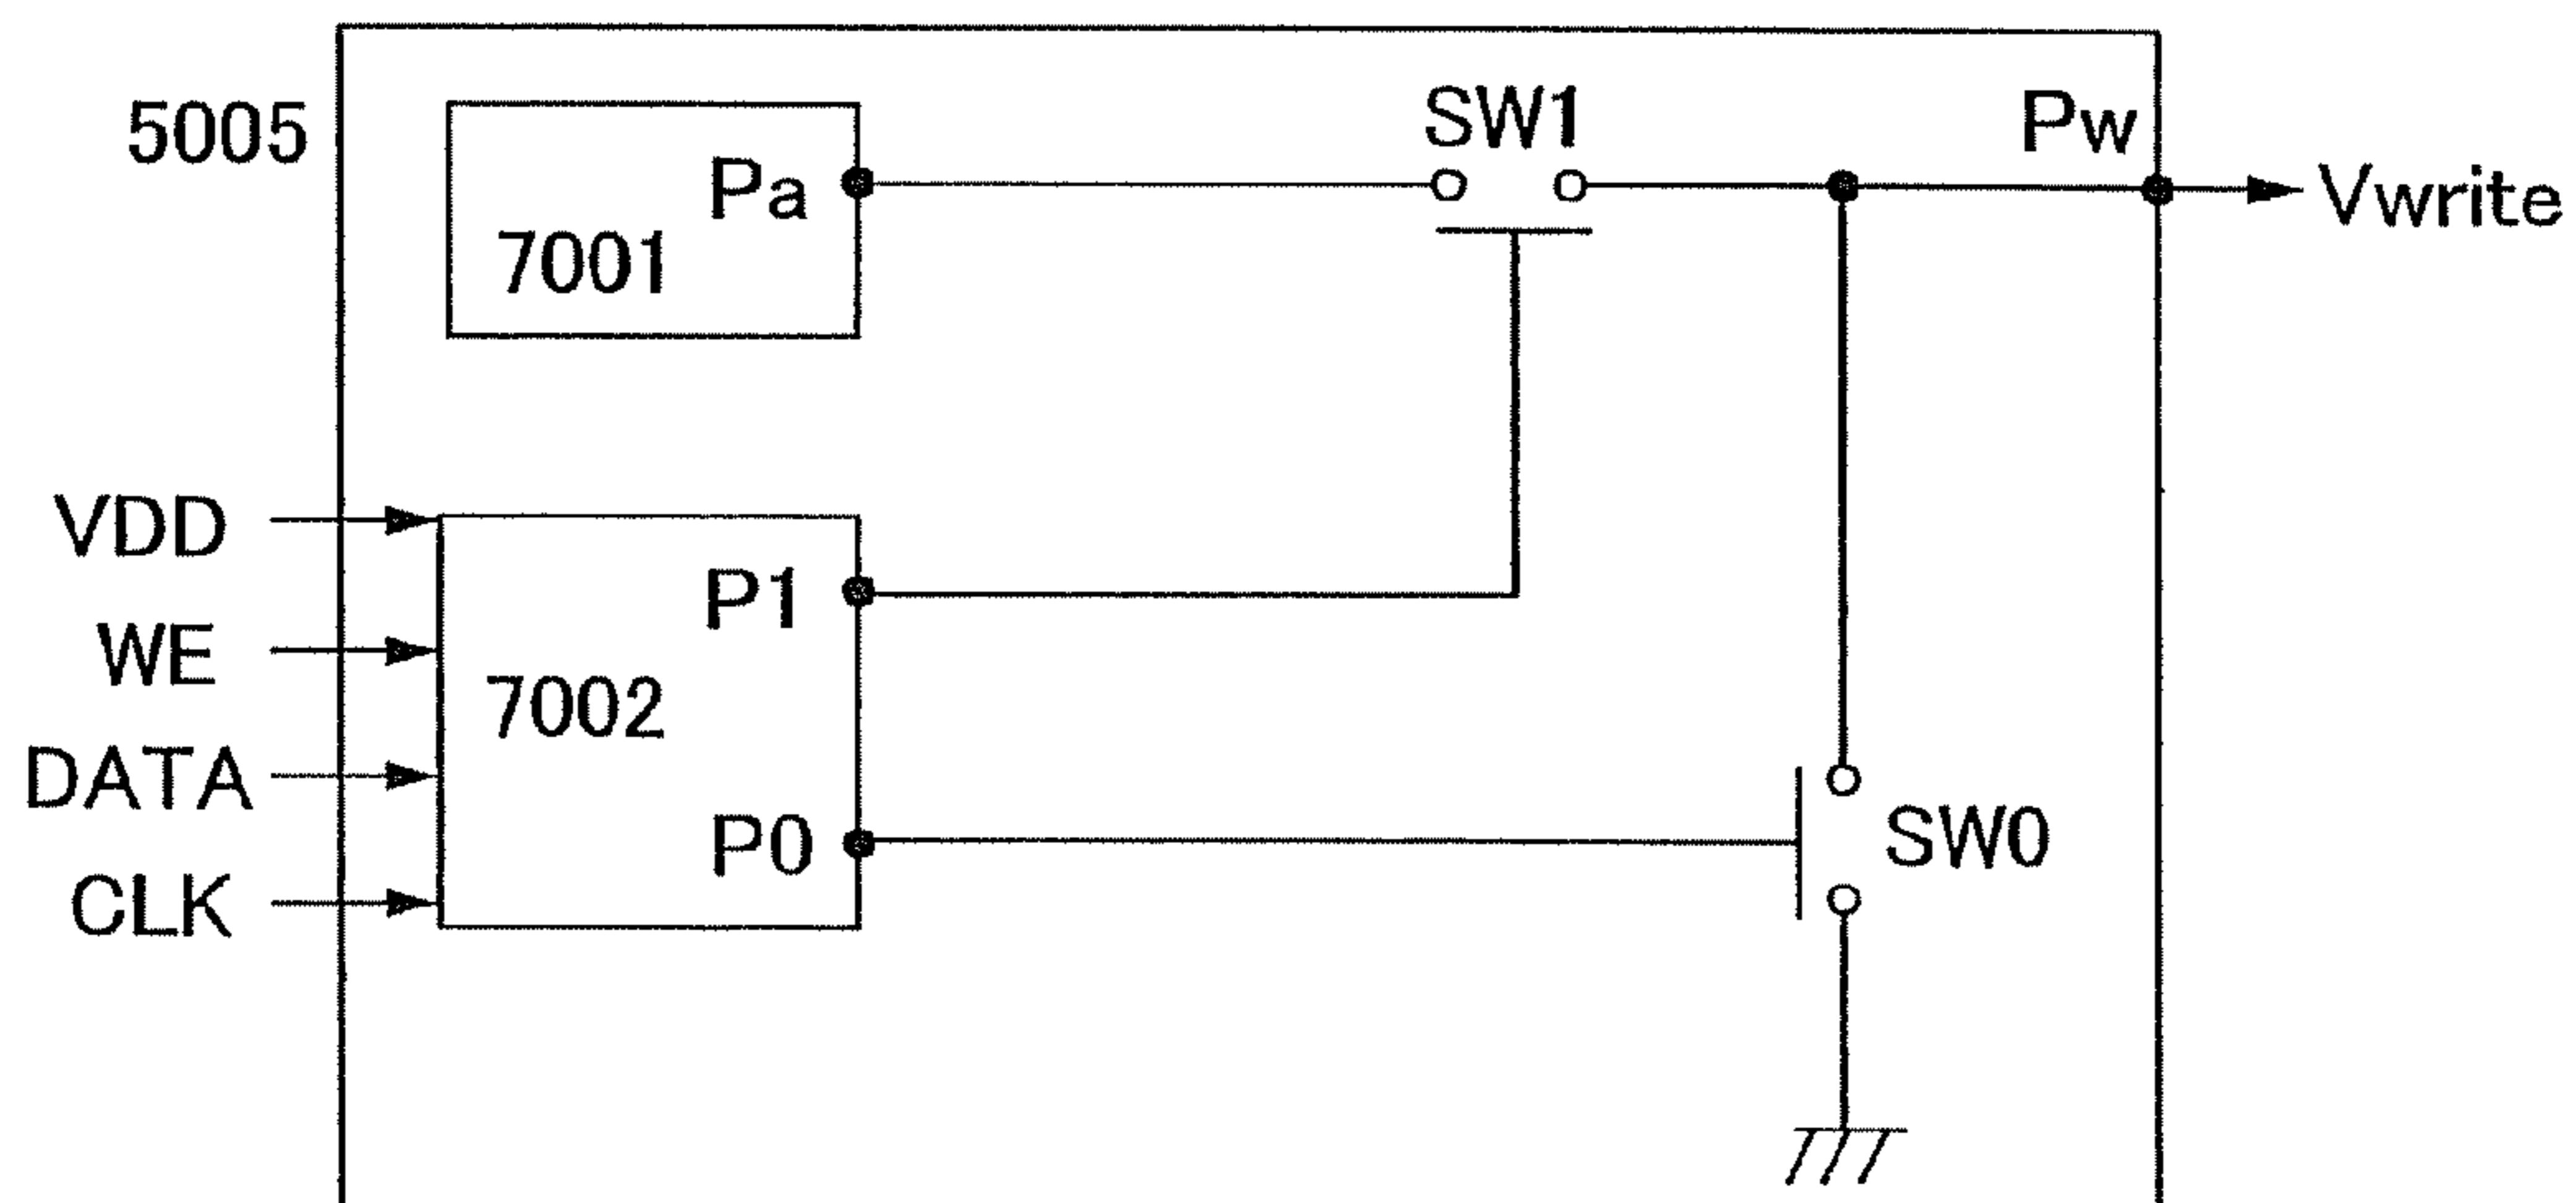 5005
SW1
Pw
Pa
Vwrite
7001
VDD
P1
WE
7002
DATA
P0
SW0
CLK